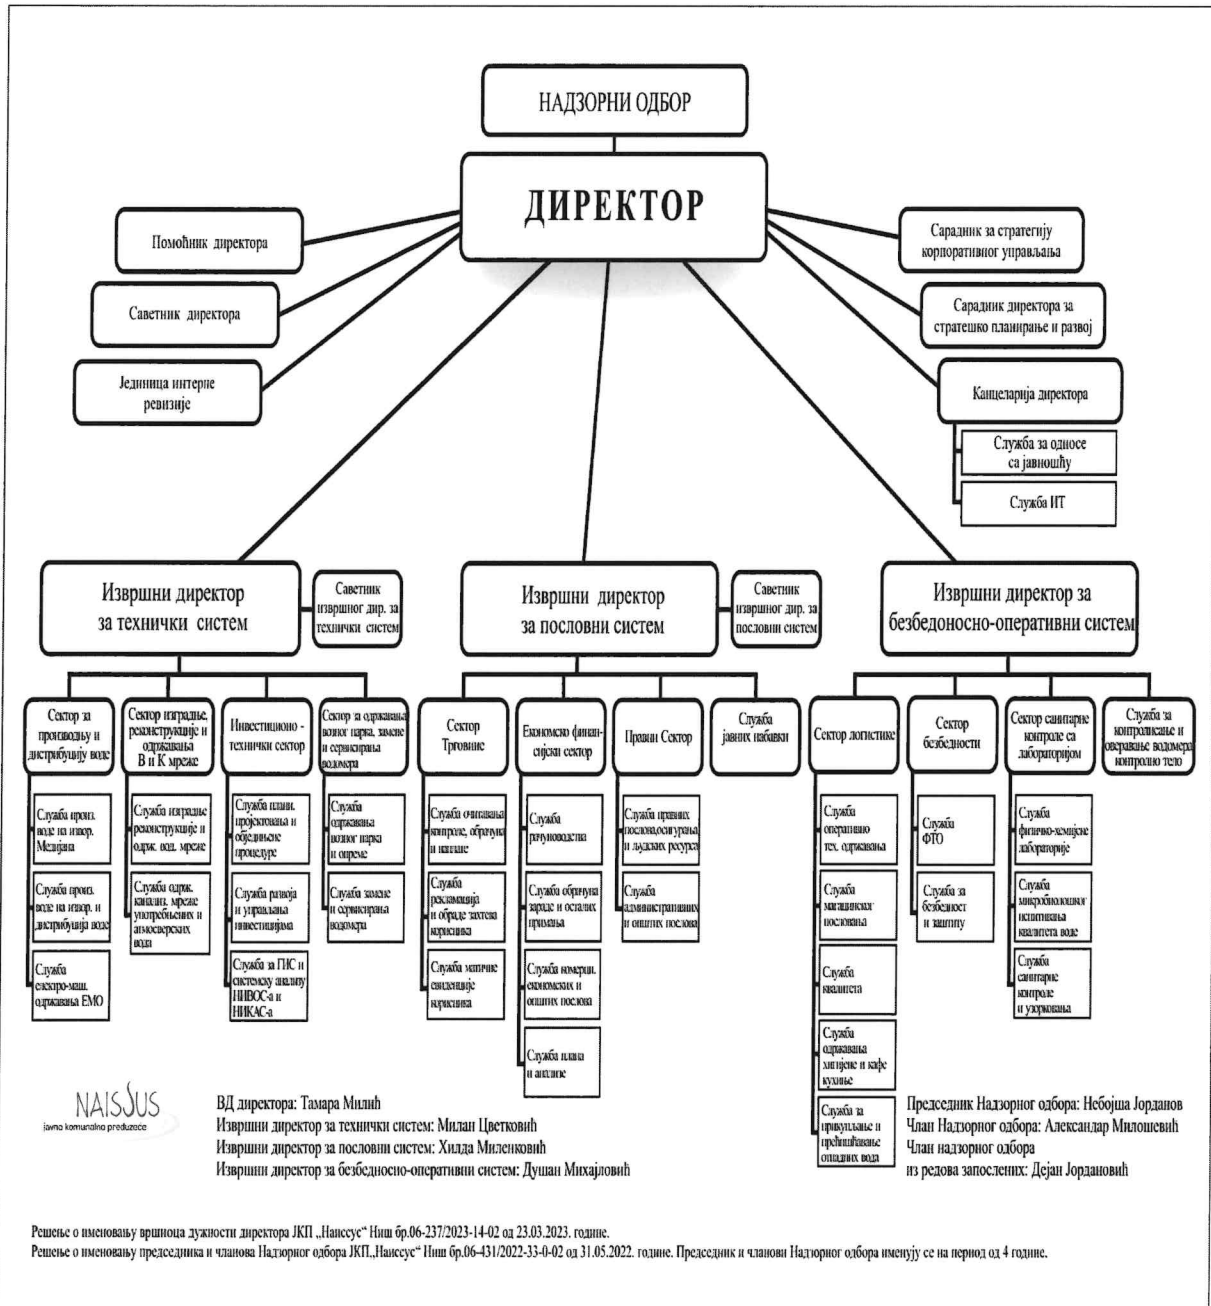 НАДЗОРНИ ОДБОР
ДИРЕКТОР
Помоћник директора
Саветник директора
Јединица интерне
ревизије
Сарадник за стратегију
корпоративног управљања
Сарадник директора за
стратешко планирање и развој
Канцеларија директора
Служба за односе
са јавношћу
Служба ИТ
Извршни директор
за технички систем
Саветник
извршног дир. за
технички систем
Извршни директор
за пословни систем
Саветник
извршног дир. за
пословни систем
Извршни директор за
безбедоносно-оперативни систем
Сектор за
производњу и
дистрибуцију воде
Сектор изградње,
реконструкције и
одржавања
В и К мреже
Инвестиционо -
технички сектор
Сектор за одржавања
возног парка, замене
и сервисирања
водомера
Сектор
Трговине
Економско финан-
сијски сектор
Правни Сектор
Служба
јавних набавки
Сектор логистике
Сектор
безбедности
Сектор санитарне
контроле са
лабораторијом
Служба за
контролисање и
оверавање водомера
контролно тело
Служба произ.
воде на извор.
Медијана
Служба произ.
воде на извор. и
дистрибуција воде
Служба
електро-маш.
одржавања ЕМО
Служба изградње
реконструкције и
одрж. вод. мреже
Служба одрж.
канализ. мреже
употребљених и
атмосверских
вода
Служба плани.
пројектовања и
обједињене
процедуре
Служба развоја
и управљања
инвестицијама
Служба за ГИС и
системску анализу
НИВОС-а и
НИКАС-а
Служба
одржавања
возног парка
и опреме
Служба замене
и сервисирања
водомера
Служба очитавања
контроле, обрачуна
и наплате
Служба
рекламација
и обраде захтева
корисника
Служба матичне
евиденције
корисника
Служба
рачуноводства
Служба обрачуна
зараде и осталих
примања
Служба комерци.
економских и
општих послова
Служба плана
и анализе
Служба правних
послова,осигурања
и људских ресурса
Служба
административних
и општих послова
Служба
оперативно
тех. одржавања
Служба
магацинског
пословања
Служба
квалитета
Служба
одржавања
хигијене и кафе
кухиње
Служба за
прикупљање и
прећишћавање
отпадних вода
Служба
ФТО
Служба за
безбедност
и заштиту
Служба
физичко-хемијске
лабораторије
Служба
микробиолошког
испитивања
квалитета воде
Служба
санитарне
контроле
и узорковања
NAISSUS
javno komunalno preduzeće
ВД директора: Тамара Милић
Извршни директор за технички систем: Милан Цветковић
Извршни директор за пословни систем: Хилда Миленковић
Извршни директор за безбедносно-оперативни систем: Душан Михајловић
Председник Надзорног одбора: Небојша Јорданов
Члан Надзорног одбора: Александар Милошевић
Члан надзорног одбора
из редова запослених: Дејан Јордановић
Решење о именовању вршиоца дужности директора ЈКП „Наиссус“ Ниш бр.06-237/2023-14-02 од 23.03.2023. године.
Решење о именовању председника и чланова Надзорног одбора ЈКП„Наиссус“ Ниш бр.06-431/2022-33-0-02 од 31.05.2022. године. Председник и чланови Надзорног одбора именују се на период од 4 године.